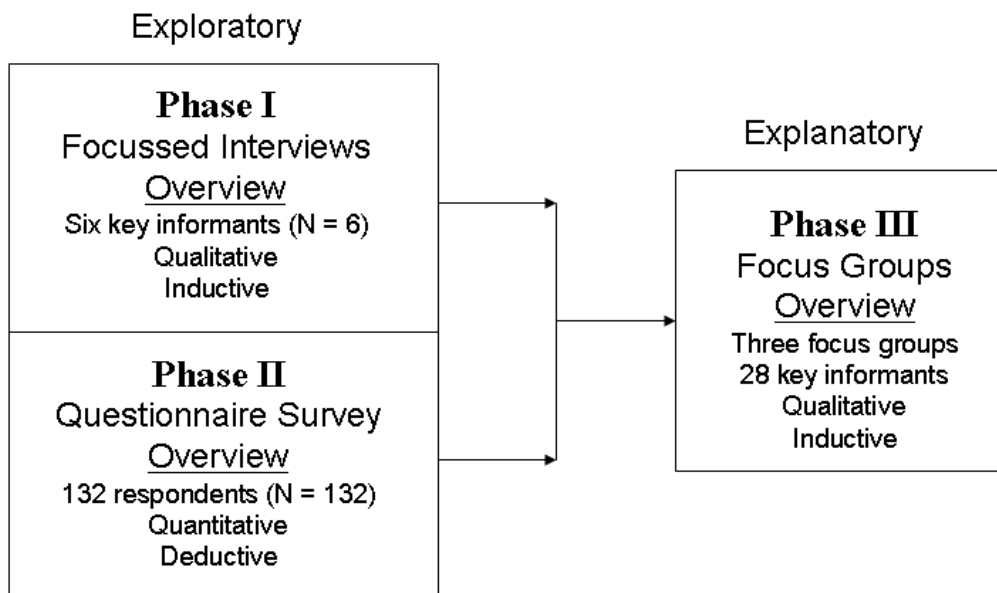 Exploratory
Phase I
Focussed Interviews
Overview
Six key informants (N = 6)
Qualitative
Inductive
Phase II
Questionnaire Survey
Overview
132 respondents (N = 132)
Quantitative
Deductive
Explanatory
Phase III
Focus Groups
Overview
Three focus groups
28 key informants
Qualitative
Inductive